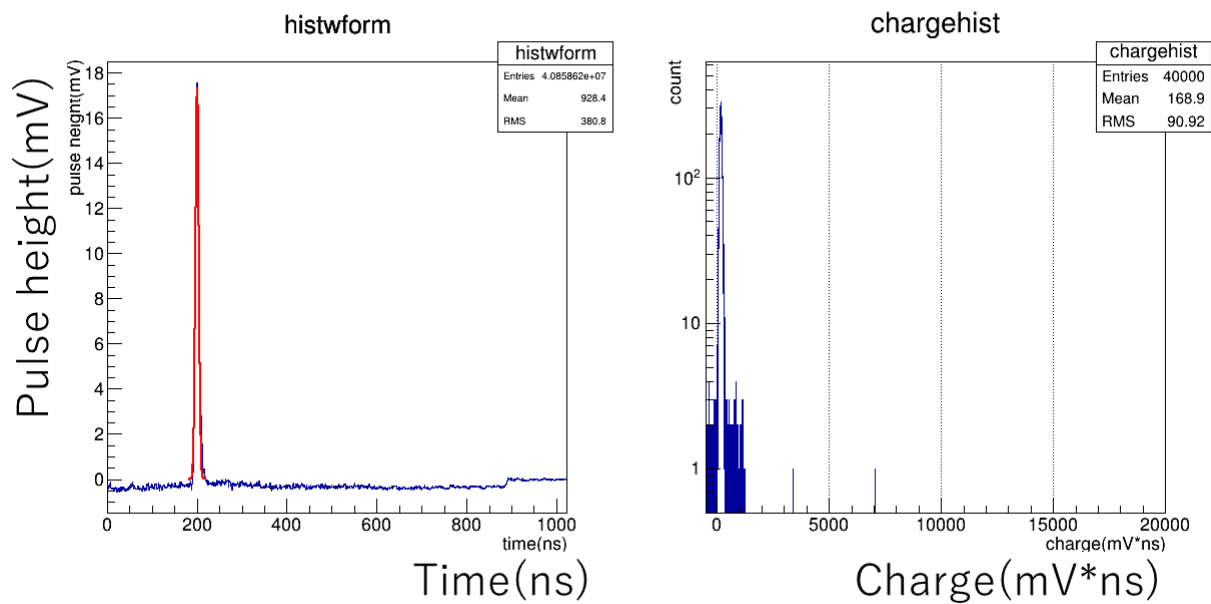 histwform
histwform
Entries 4.085862e+07
Mean 928.4
RMS 380.8
Pulse height(mV)
pulse height(mV)
18
16
14
12
10
8
6
4
2
0
0 200 400 600 800 1000
time(ns)
Time(ns)
chargehist
chargehist
Entries 40000
Mean 168.9
RMS 90.92
count
10²
10
1
0 5000 10000 15000 20000
charge(mV*ns)
Charge(mV*ns)